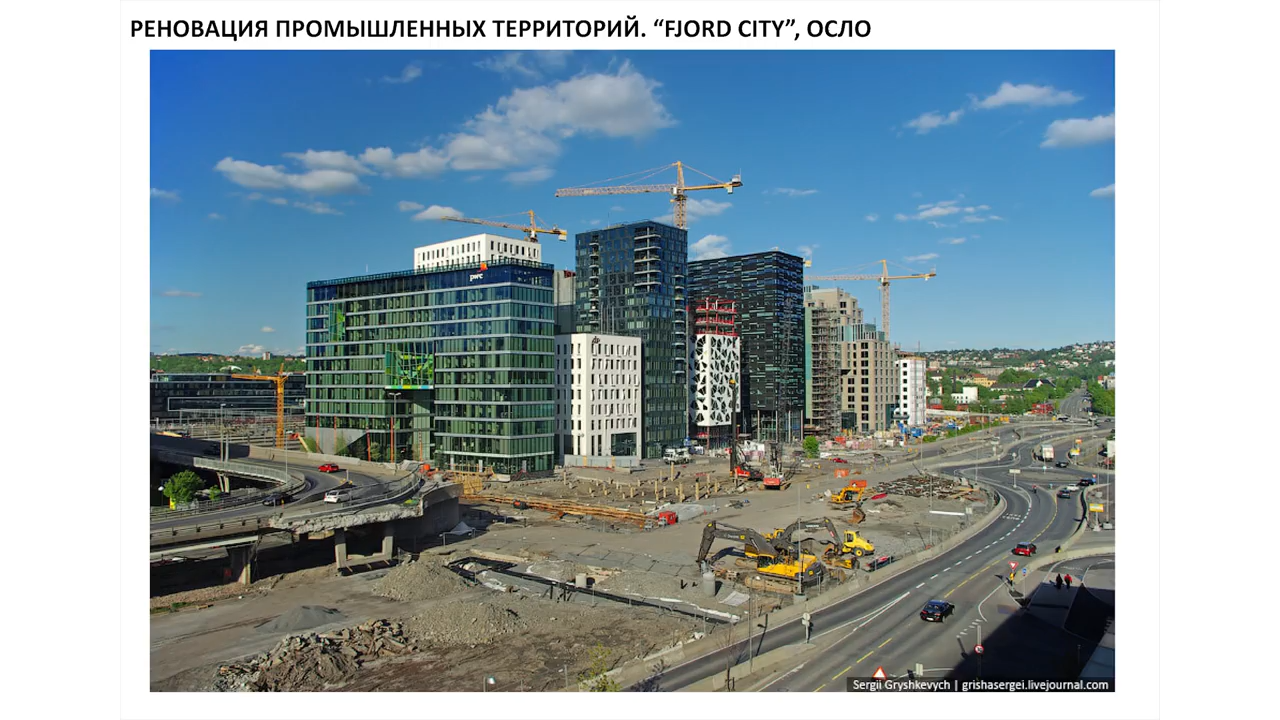 РЕНОВАЦИЯ ПРОМЫШЛЕННЫХ ТЕРРИТОРИЙ. “FJORD CITY”, ОСЛО
pwc
Sergii Gryshkevych | grishasergei.livejournal.com